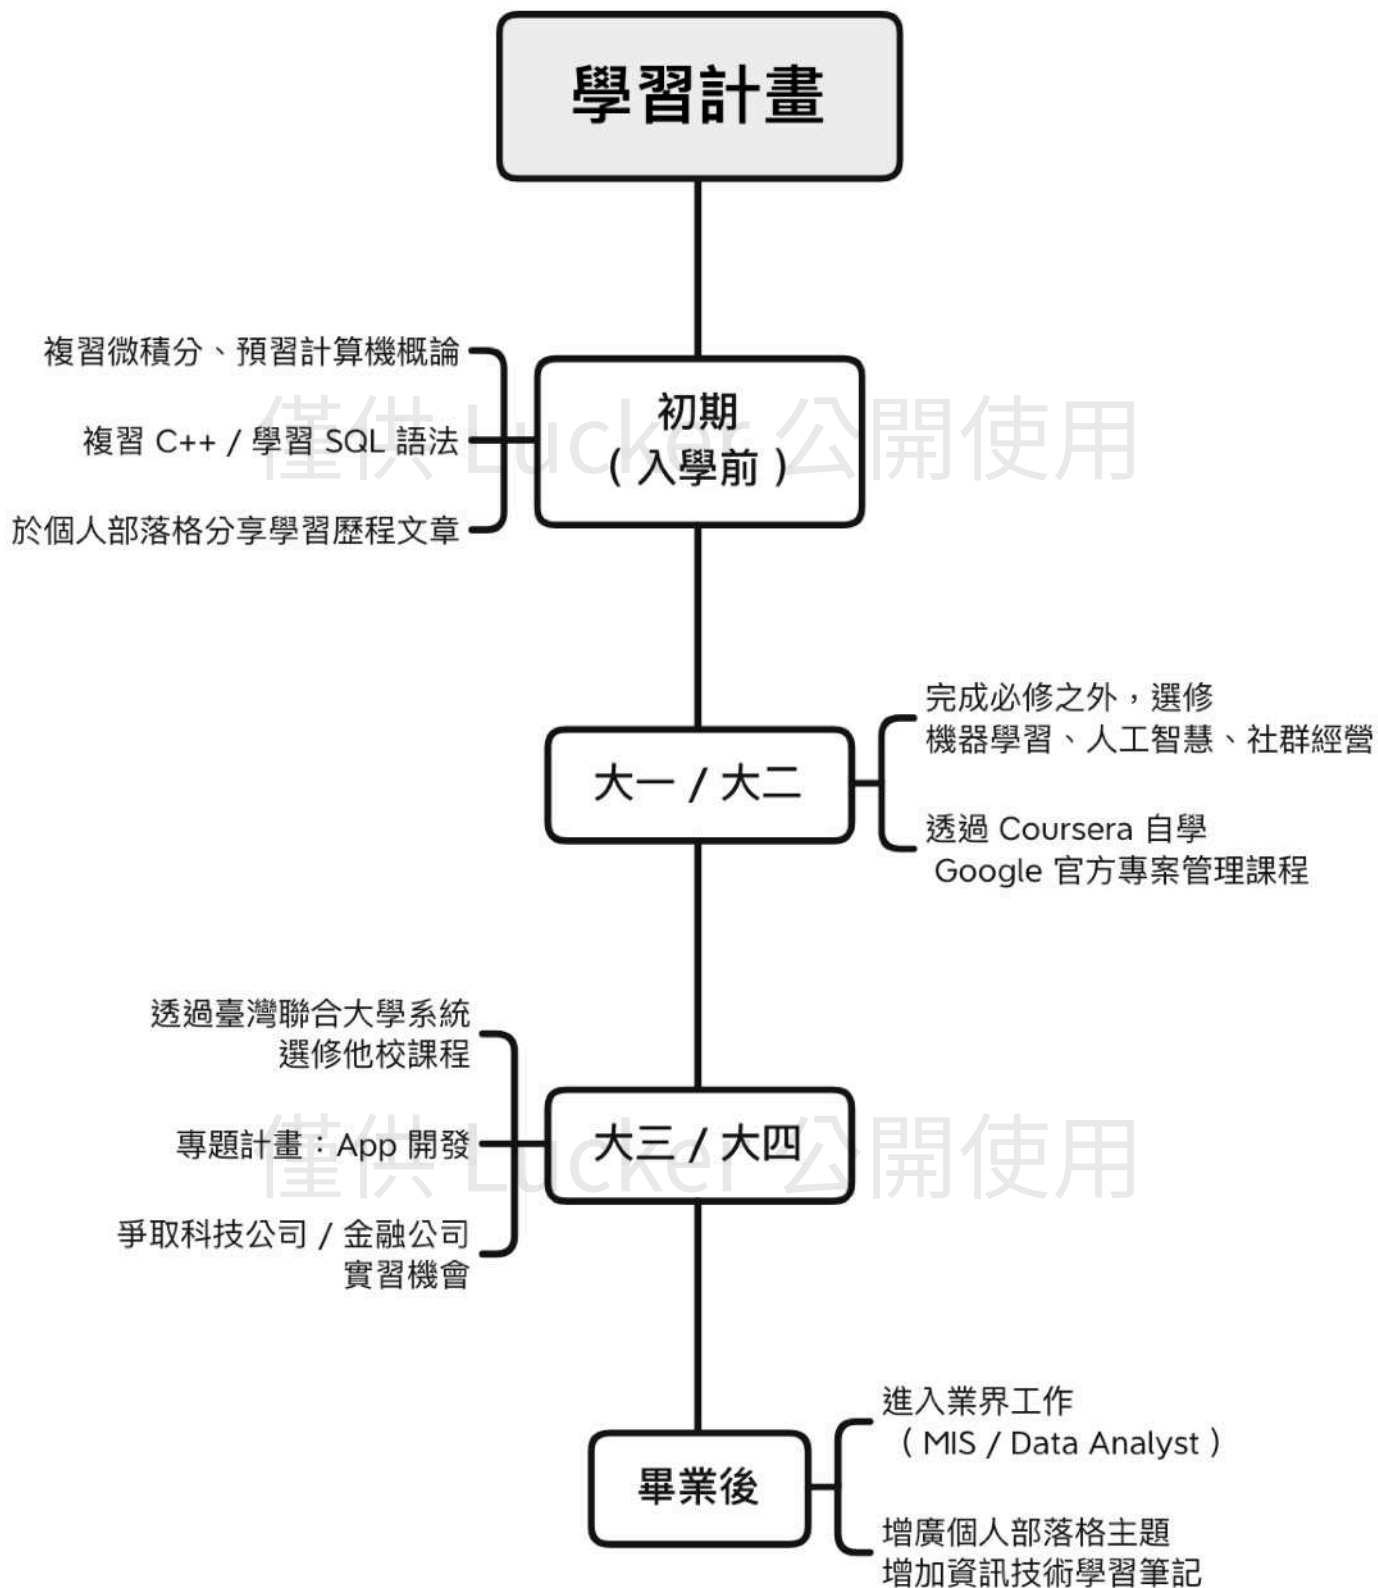 學習計畫
複習微積分、預習計算機概論
複習 C++ / 學習 SQL 語法
於個人部落格分享學習歷程文章
初期
( 入學前 )
僅供 Lucker 公開使用
大一 / 大二
完成必修之外，選修
機器學習、人工智慧、社群經營
透過 Coursera 自學
Google 官方專案管理課程
透過臺灣聯合大學系統
選修他校課程
專題計畫：App 開發
爭取科技公司 / 金融公司
實習機會
大三 / 大四
僅供 Lucker 公開使用
畢業後
進入業界工作
( MIS / Data Analyst )
增廣個人部落格主題
增加資訊技術學習筆記